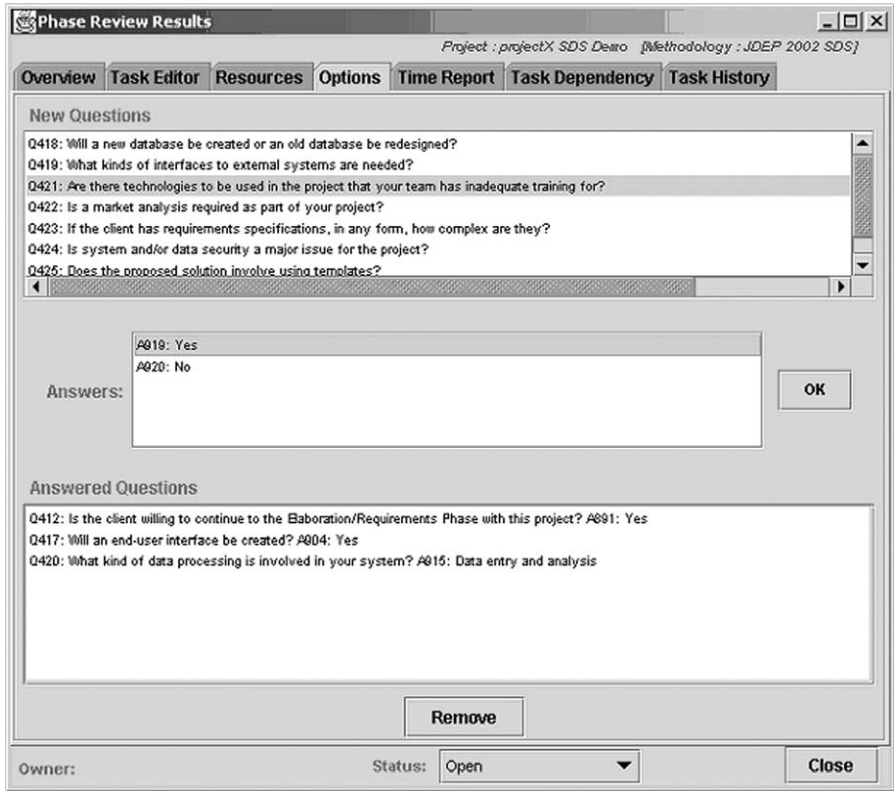 Phase Review Results
Project : projectX SDS Demo [Methodology : JDEP 2002 SDS]
Overview Task Editor Resources Options Time Report Task Dependency Task History
New Questions
Q418: Will a new database be created or an old database be redesigned?
Q419: What kinds of interfaces to external systems are needed?
Q421: Are there technologies to be used in the project that your team has inadequate training for?
Q422: Is a market analysis required as part of your project?
Q423: If the client has requirements specifications, in any form, how complex are they?
Q424: Is system and/or data security a major issue for the project?
Q425: Does the proposed solution involve using templates?
A919: Yes
A920: No
Answers:
OK
Answered Questions
Q412: Is the client willing to continue to the Elaboration/Requirements Phase with this project? A891: Yes
Q417: Will an end-user interface be created? A904: Yes
Q420: What kind of data processing is involved in your system? A915: Data entry and analysis
Remove
Owner: Status: Open Close